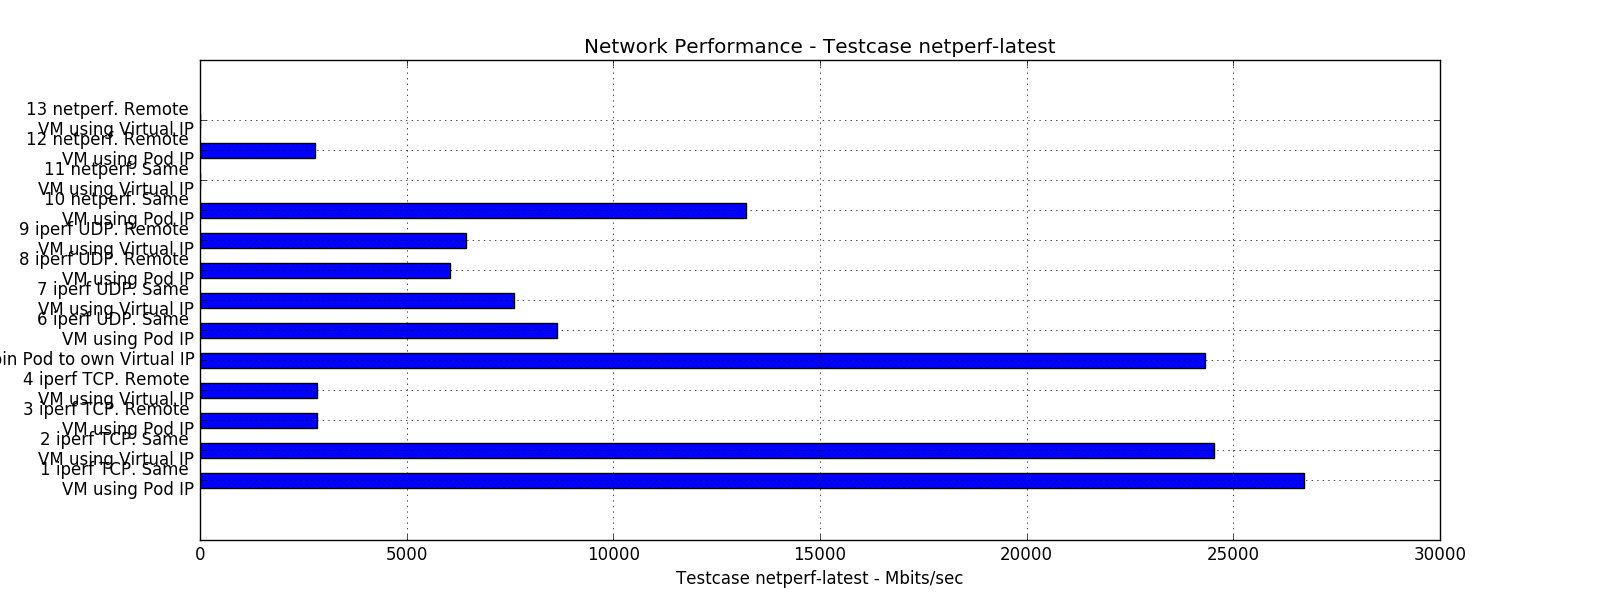 Network Performance - Testcase netperf-latest
13 netperf. Remote
VM using Virtual IP
12 netperf. Remote
VM using Pod IP
11 netperf. Same
VM using Virtual IP
10 netperf. Same
VM using Pod IP
9 iperf UDP. Remote
VM using Virtual IP
8 iperf UDP. Remote
VM using Pod IP
7 iperf UDP. Same
VM using Virtual IP
6 iperf UDP. Same
VM using Pod IP
Pod to own Virtual IP
4 iperf TCP. Remote
VM using Virtual IP
3 iperf TCP. Remote
VM using Pod IP
2 iperf TCP. Same
VM using Virtual IP
1 iperf TCP. Same
VM using Pod IP
0 5000 10000 15000 20000 25000 30000
Testcase netperf-latest - Mbits/sec